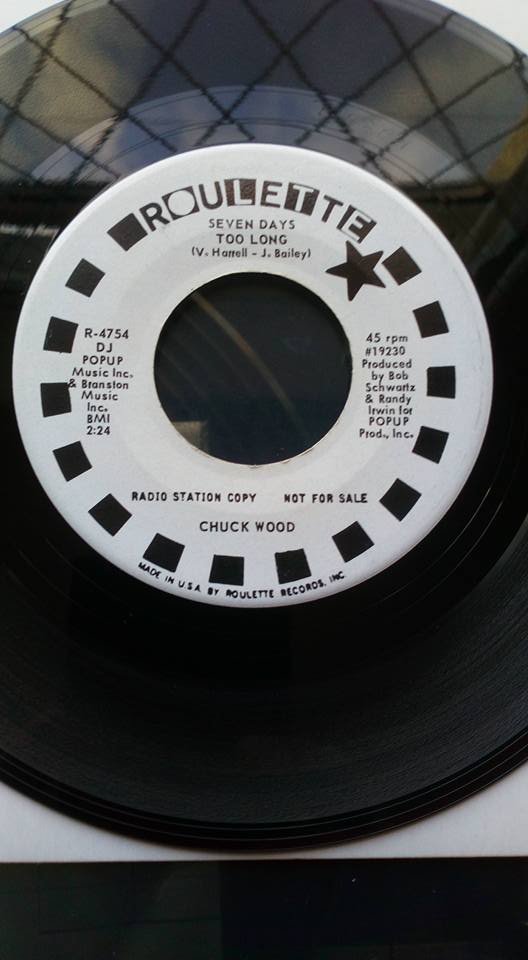 ROULETTE
SEVEN DAYS
TOO LONG
(V. Harrell - J. Bailey)
R-4754
DJ
POPUP
Music Inc.
& Branston
Music
Inc.
BMI
2:24
45 rpm
#19230
Produced
by Bob
Schwartz
& Randy
Irwin for
POPUP
Prod., Inc.
RADIO STATION COPY NOT FOR SALE
CHUCK WOOD
MADE IN U.S.A. BY ROULETTE RECORDS, INC